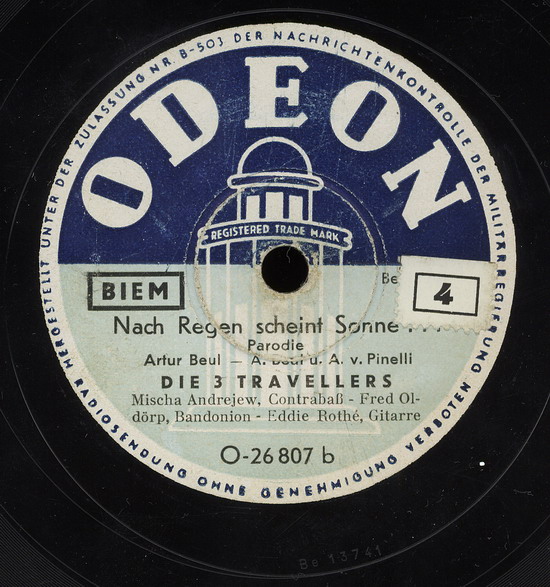 HERGESTELLT UNTER DER ZULASSUNG NR. B-503 DER NACHRICHTENKONTROLLE DER MILITÄRREGIERUNG
RADIOSENDUNG OHNE GENEHMIGUNG VERBOTEN
ODEON
REGISTERED TRADE MARK
BIEM
Be
4
Nach Regen scheint Sonne
Parodie
Artur Beul — A. Beul u. A. v. Pinelli
DIE 3 TRAVELLERS
Mischa Andrejew, Contrabaß - Fred Ol-
dörp, Bandonion - Eddie Rothé, Gitarre
O-26 807 b
Be 13741